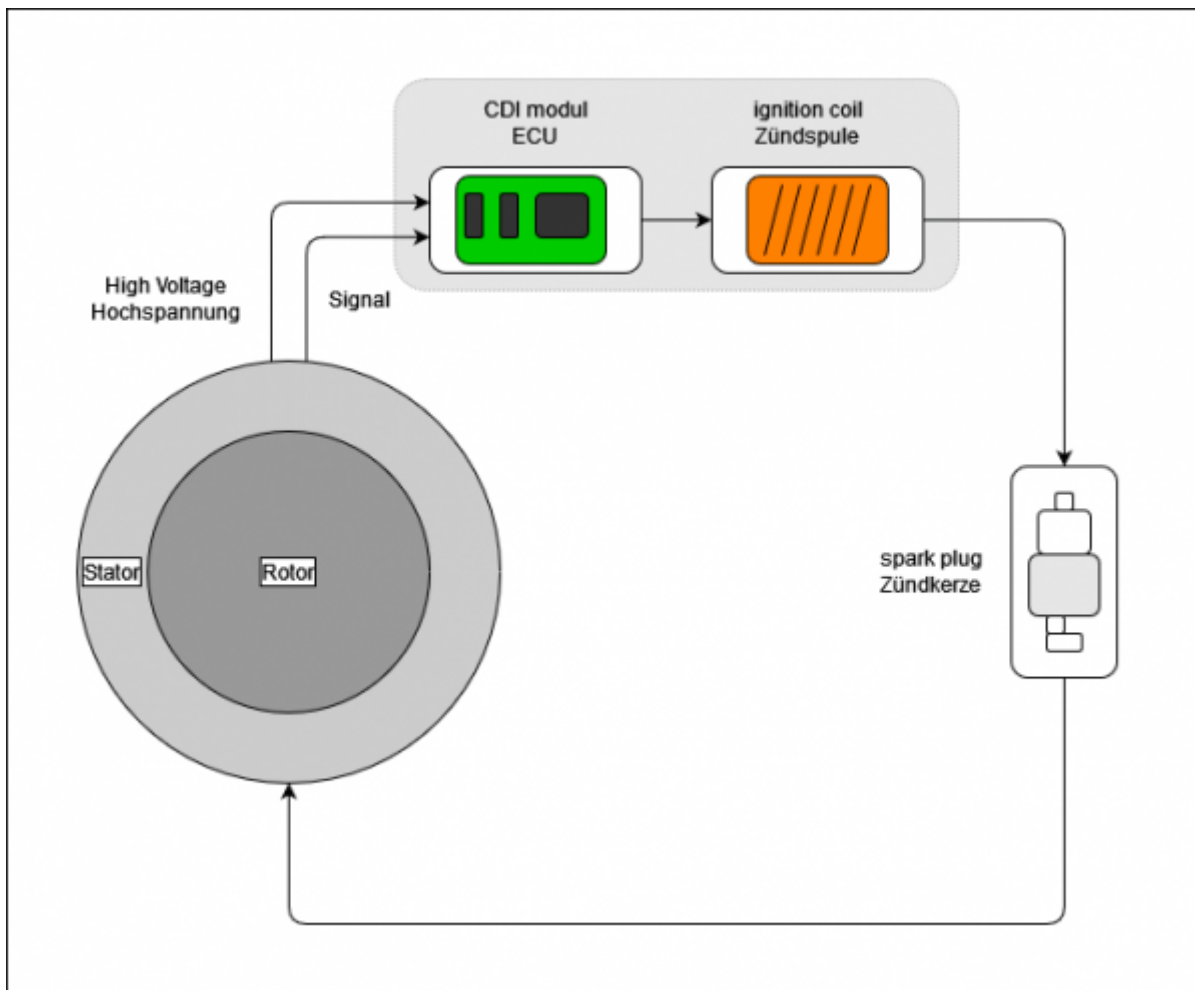 CDI modul
ECU
ignition coil
Zündspule
High Voltage
Hochspannung
Signal
Stator
Rotor
spark plug
Zündkerze